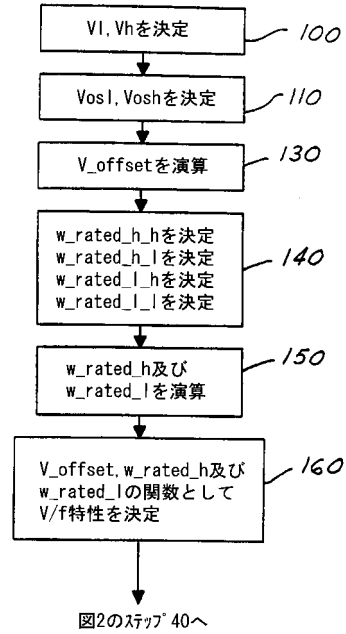 Vl,Vhを決定
100
Vosl,Voshを決定
110
V_offsetを演算
130
w_rated_h_hを決定
w_rated_h_lを決定
w_rated_l_hを決定
w_rated_l_lを決定
140
w_rated_h及び
w_rated_lを演算
150
V_offset,w_rated_h及び
w_rated_lの関数として
V/f特性を決定
160
図2のステップ40へ